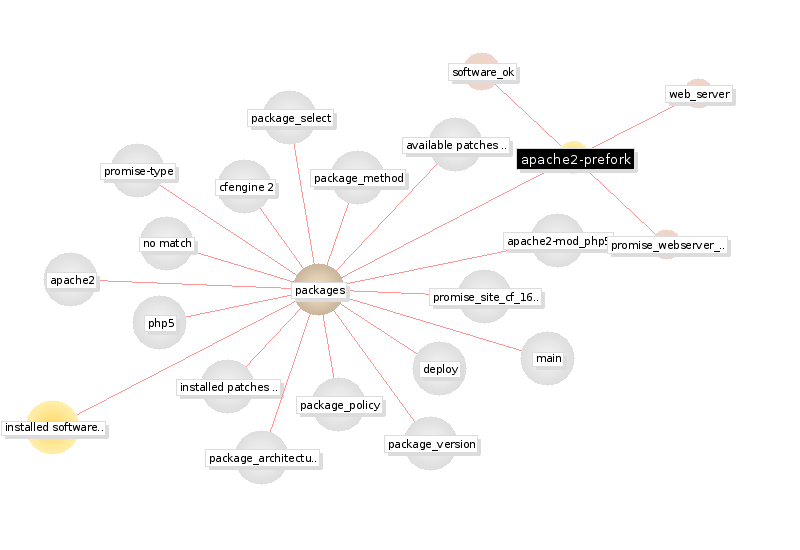 software_ok
web_server
package_select
available patches ..
apache2-prefork
promise-type
package_method
cfengine 2
no match
apache2-mod_php5
promise_webserver_..
apache2
packages
promise_site_cf_16..
php5
main
deploy
installed patches ..
package_policy
installed software..
package_version
package_architectu..